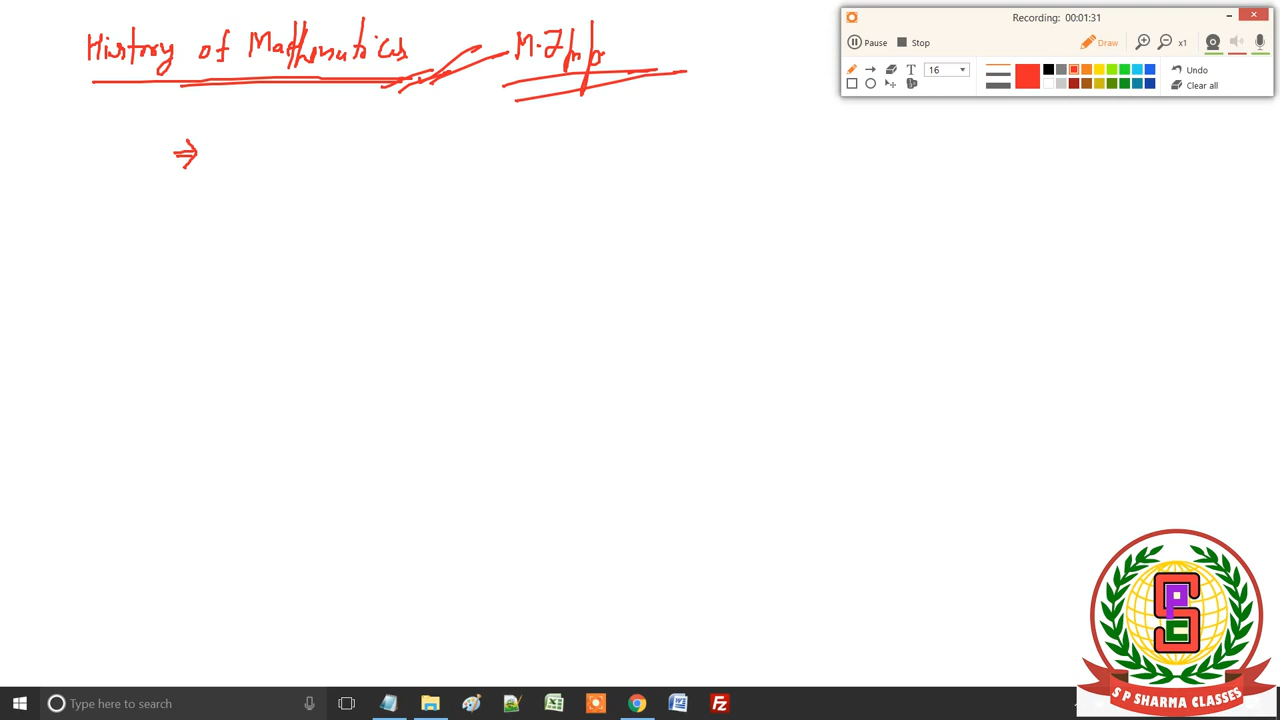 History of Mathematics
⇒
Recording: 00:01:31
Pause Stop Draw x1
T 16 Undo
Clear all
S P C
S P SHARMA CLASSES
Type here to search